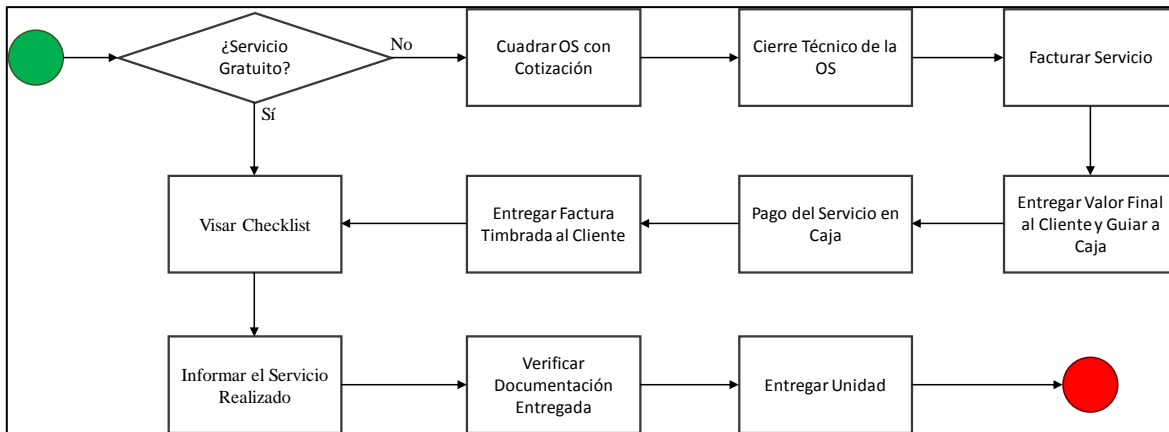 ¿Servicio
Gratuito?
No
Sí
Cuadrar OS con
Cotización
Cierre Técnico de la
OS
Facturar Servicio
Entregar Valor Final
al Cliente y Guiar a
Caja
Pago del Servicio en
Caja
Entregar Factura
Timbrada al Cliente
Visar Checklist
Informar el Servicio
Realizado
Verificar
Documentación
Entregada
Entregar Unidad